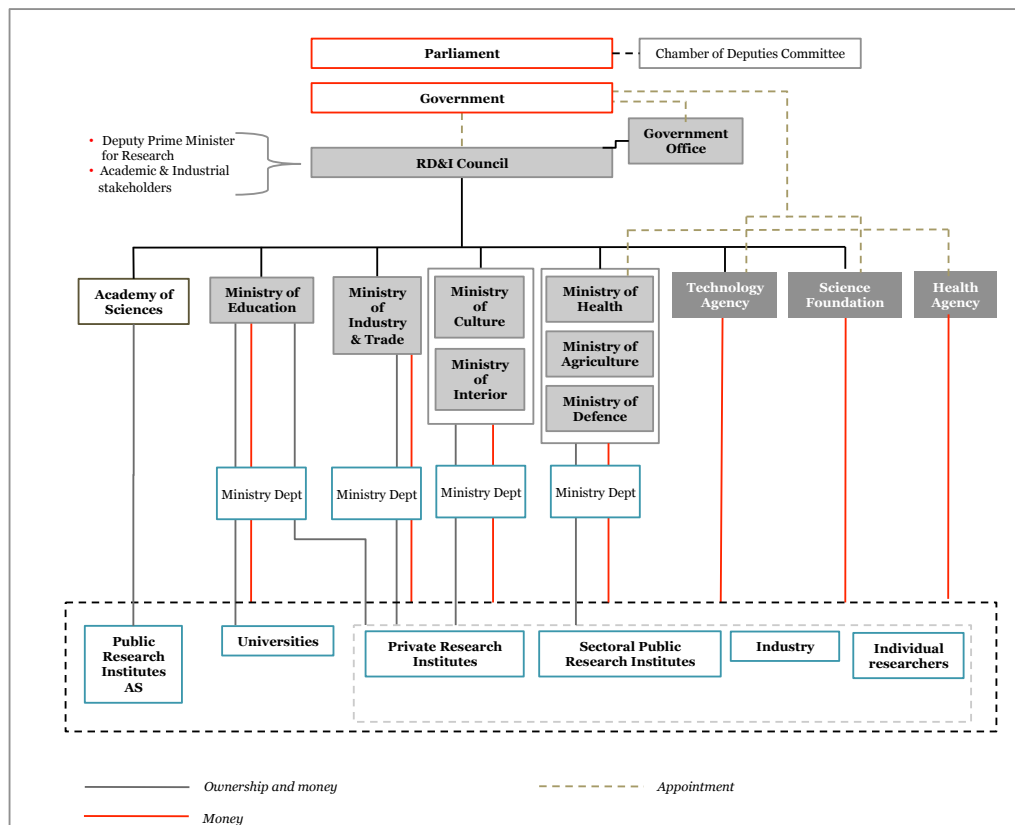 Parliament
Chamber of Deputies Committee
Government
Government
Office
• Deputy Prime Minister
for Research
• Academic & Industrial
stakeholders
RD&I Council
Academy of
Sciences
Ministry of
Education
Ministry
of
Industry
& Trade
Ministry
of
Culture
Ministry
of
Interior
Ministry of
Health
Ministry of
Agriculture
Ministry of
Defence
Technology
Agency
Science
Foundation
Health
Agency
Ministry Dept
Ministry Dept
Ministry Dept
Ministry Dept
Public
Research
Institutes
AS
Universities
Private Research
Institutes
Sectoral Public
Research Institutes
Industry
Individual
researchers
Ownership and money
Appointment
Money